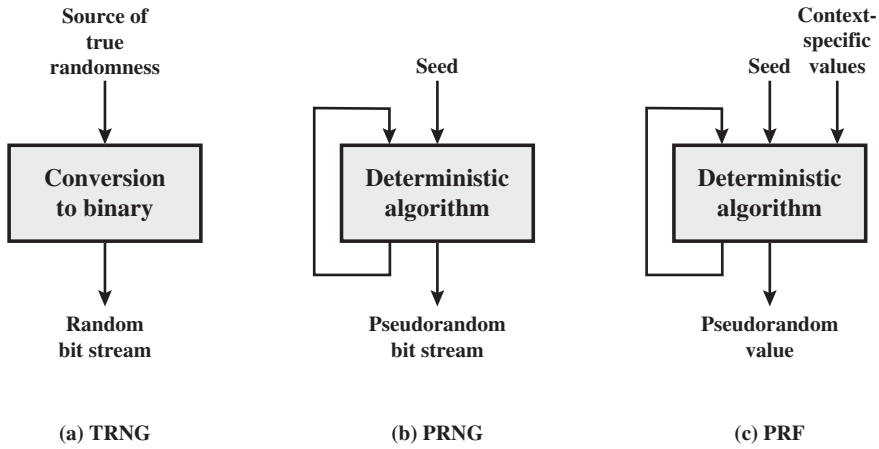 Source of
true
randomness
Conversion
to binary
Random
bit stream
(a) TRNG
Seed
Deterministic
algorithm
Pseudorandom
bit stream
(b) PRNG
Context-
specific
values
Seed
Deterministic
algorithm
Pseudorandom
value
(c) PRF